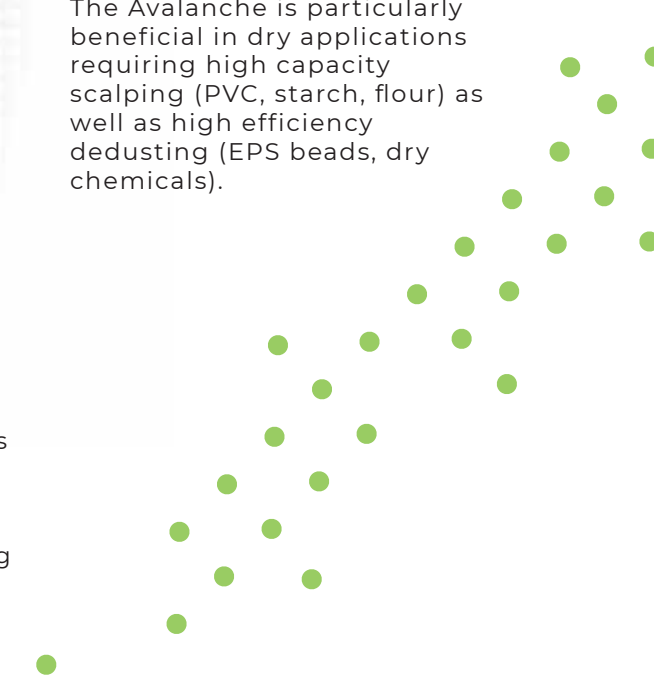 The Avalanche is particularly
beneficial in dry applications
requiring high capacity
scalping (PVC, starch, flour) as
well as high efficiency
dedusting (EPS beads, dry
chemicals).
s
g